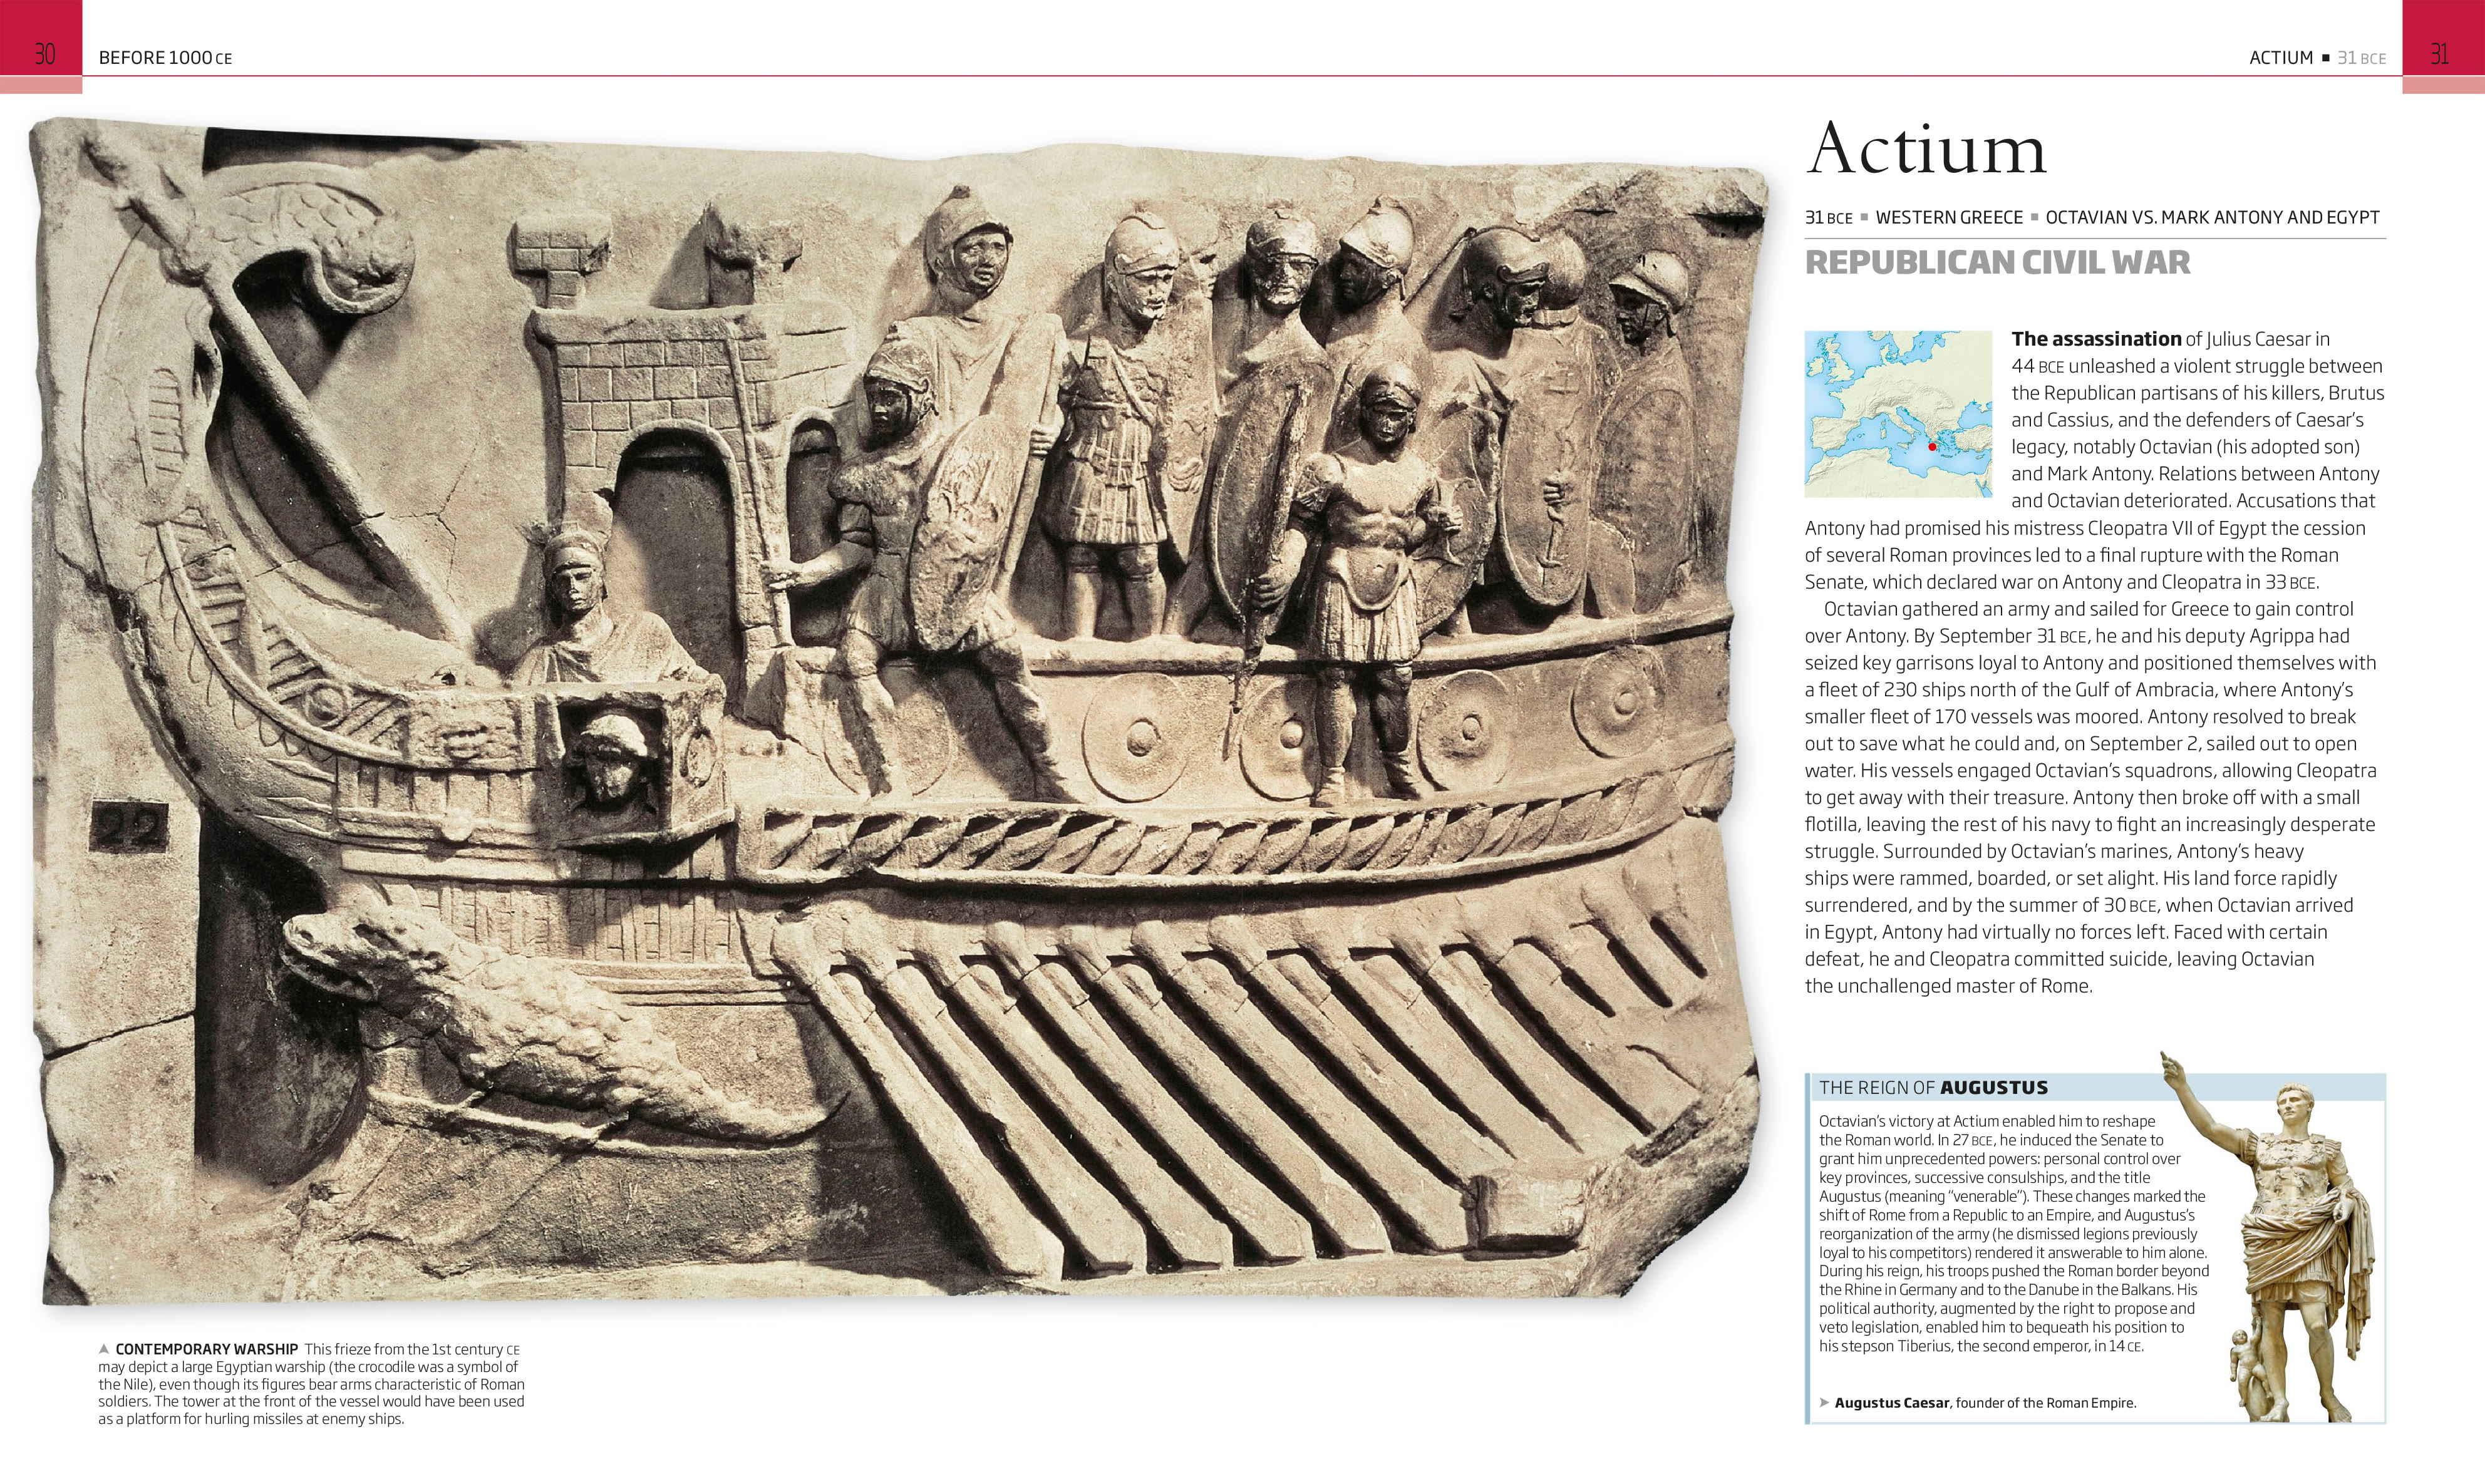 30
BEFORE 1000 CE
ACTIUM ■ 31 BCE
31
22
Actium
31 BCE ■ WESTERN GREECE ■ OCTAVIAN VS. MARK ANTONY AND EGYPT
REPUBLICAN CIVIL WAR
The assassination of Julius Caesar in
44 BCE unleashed a violent struggle between
the Republican partisans of his killers, Brutus
and Cassius, and the defenders of Caesar's
legacy, notably Octavian (his adopted son)
and Mark Antony. Relations between Antony
and Octavian deteriorated. Accusations that
Antony had promised his mistress Cleopatra VII of Egypt the cession
of several Roman provinces led to a final rupture with the Roman
Senate, which declared war on Antony and Cleopatra in 33 BCE.
Octavian gathered an army and sailed for Greece to gain control
over Antony. By September 31 BCE, he and his deputy Agrippa had
seized key garrisons loyal to Antony and positioned themselves with
a fleet of 230 ships north of the Gulf of Ambracia, where Antony's
smaller fleet of 170 vessels was moored. Antony resolved to break
out to save what he could and, on September 2, sailed out to open
water. His vessels engaged Octavian's squadrons, allowing Cleopatra
to get away with their treasure. Antony then broke off with a small
flotilla, leaving the rest of his navy to fight an increasingly desperate
struggle. Surrounded by Octavian's marines, Antony's heavy
ships were rammed, boarded, or set alight. His land force rapidly
surrendered, and by the summer of 30 BCE, when Octavian arrived
in Egypt, Antony had virtually no forces left. Faced with certain
defeat, he and Cleopatra committed suicide, leaving Octavian
the unchallenged master of Rome.
THE REIGN OF AUGUSTUS
Octavian's victory at Actium enabled him to reshape
the Roman world. In 27 BCE, he induced the Senate to
grant him unprecedented powers: personal control over
key provinces, successive consulships, and the title
Augustus (meaning "venerable"). These changes marked the
shift of Rome from a Republic to an Empire, and Augustus's
reorganization of the army (he dismissed legions previously
loyal to his competitors) rendered it answerable to him alone.
During his reign, his troops pushed the Roman border beyond
the Rhine in Germany and to the Danube in the Balkans. His
political authority, augmented by the right to propose and
veto legislation, enabled him to bequeath his position to
his stepson Tiberius, the second emperor, in 14 CE.
➤ Augustus Caesar, founder of the Roman Empire.
▲ CONTEMPORARY WARSHIP This frieze from the 1st century CE
may depict a large Egyptian warship (the crocodile was a symbol of
the Nile), even though its figures bear arms characteristic of Roman
soldiers. The tower at the front of the vessel would have been used
as a platform for hurling missiles at enemy ships.